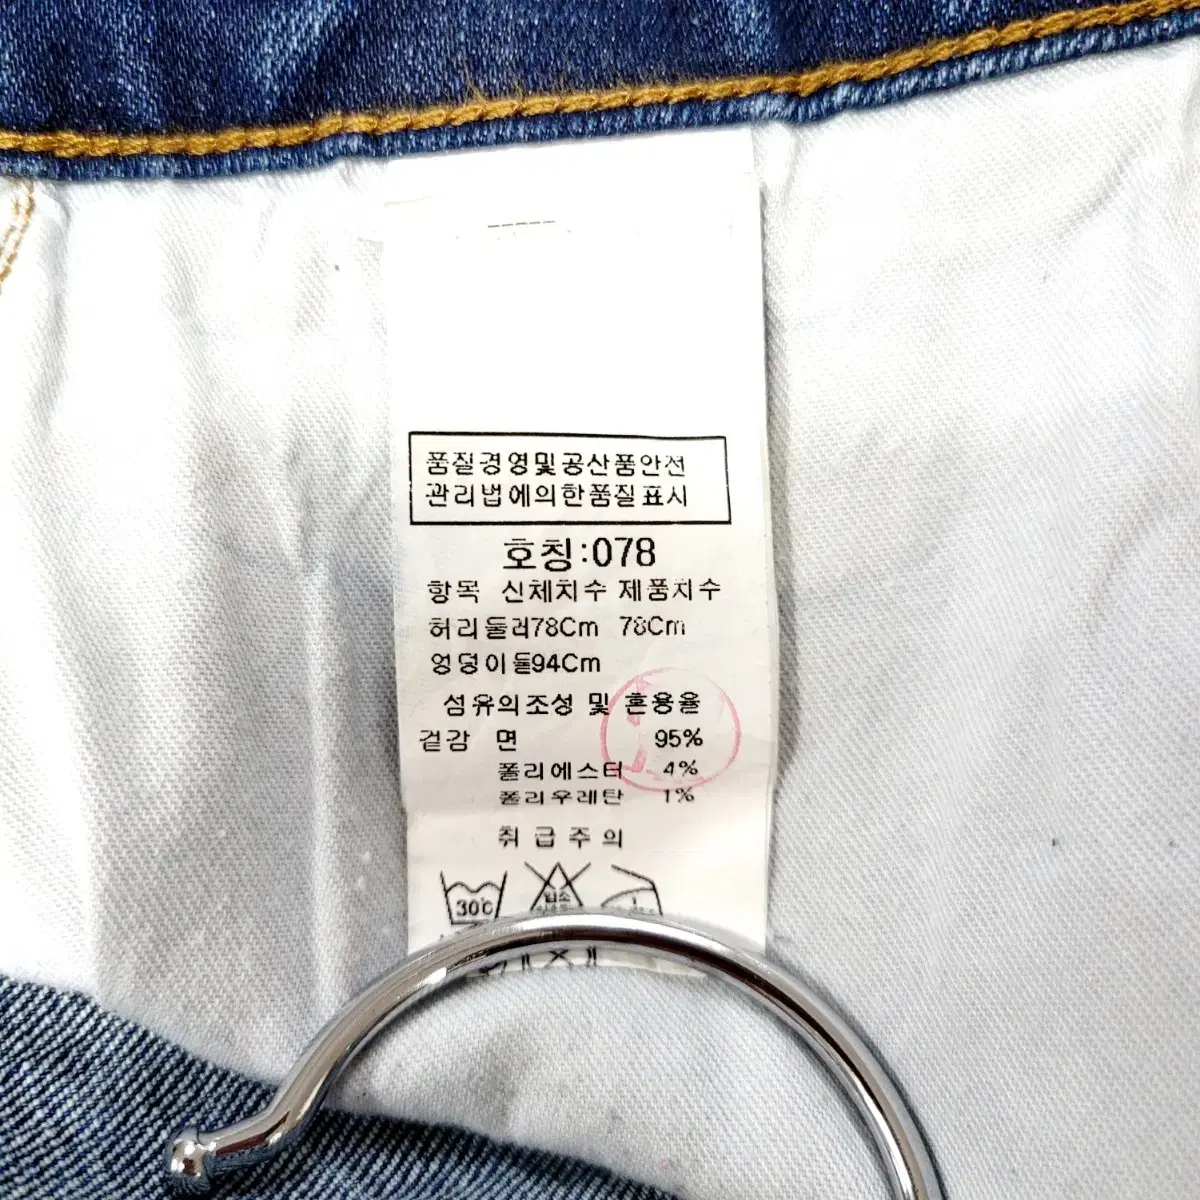 품질경영및공산품안전
관리법에의한품질표시
호칭:078
항목 신체치수 제품치수
허리둘레78Cm 78Cm
엉덩이둘94Cm
섬유의조성 및 혼용율
겉감 면 95%
폴리에스터 4%
폴리우레탄 1%
취급주의
30℃
염소